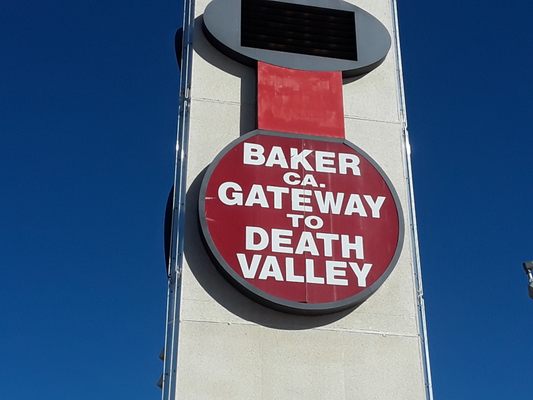 BAKER
CA.
GATEWAY
TO
DEATH
VALLEY